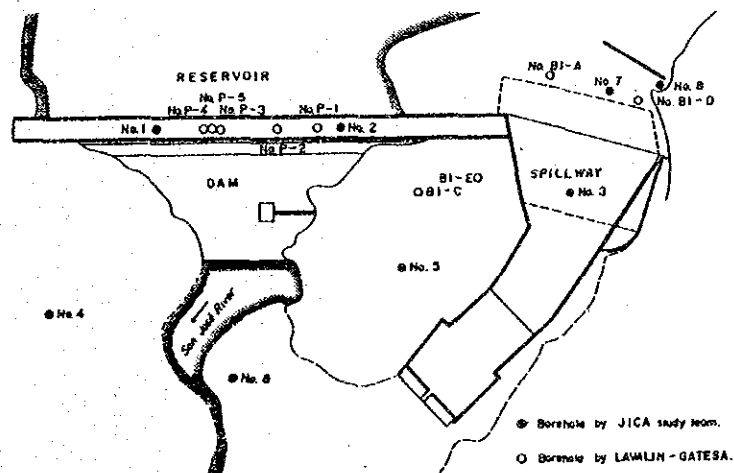 RESERVOIR
No. BI-A
No. 7
No. 8
No. BI-D
No. P-5
No. P-4
No. P-3
No. P-1
No. 1
No. 2
No. P-2
DAM
BI-EO
BI-C
SPILLWAY
No. 3
No. 5
No. 4
San José River
No. 6
Borehole by JICA study team.
Borehole by LAVALIN-GATESA.